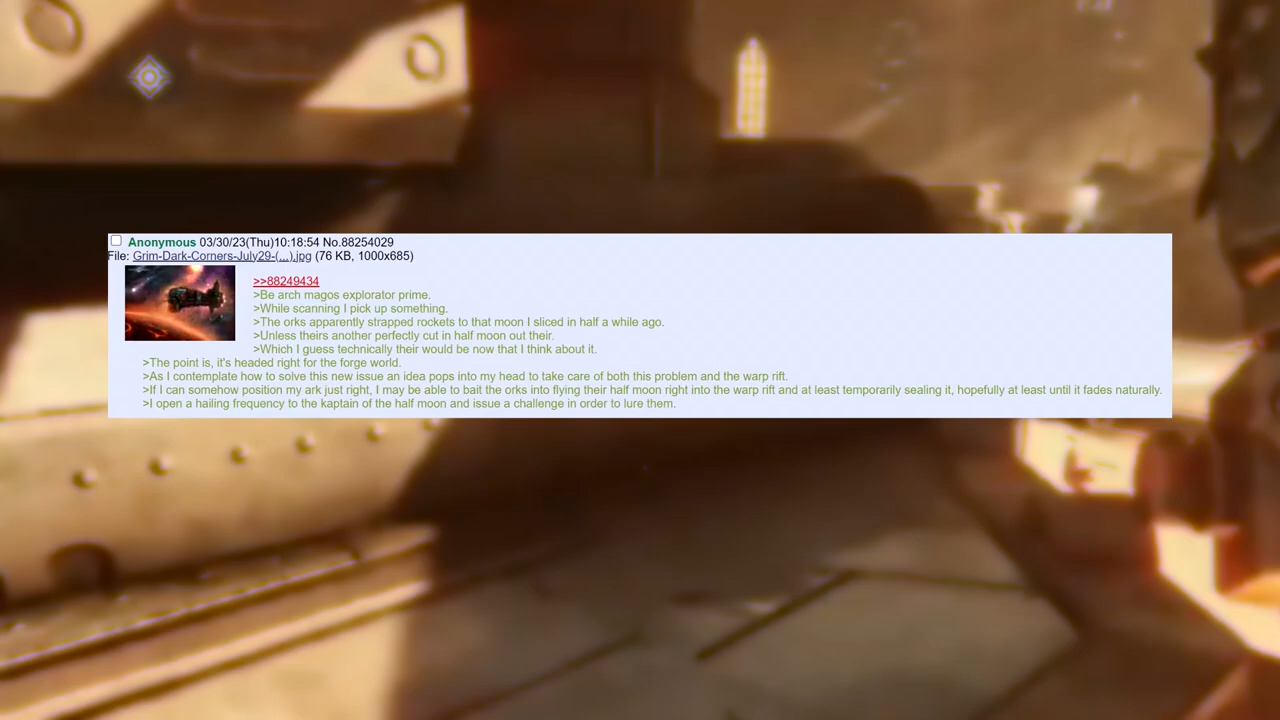 Anonymous 03/30/23(Thu)10:18:54 No.88254029
File: Grim-Dark-Corners-July29-(...).jpg (76 KB, 1000x685)
>>88249434
>Be arch magos explorator prime.
>While scanning I pick up something.
>The orks apparently strapped rockets to that moon I sliced in half a while ago.
>Unless theirs another perfectly cut in half moon out their.
>Which I guess technically their would be now that I think about it.
>The point is, it's headed right for the forge world.
>As I contemplate how to solve this new issue an idea pops into my head to take care of both this problem and the warp rift.
>If I can somehow position my ark just right, I may be able to bait the orks into flying their half moon right into the warp rift and at least temporarily sealing it, hopefully at least until it fades naturally.
>I open a hailing frequency to the kaptain of the half moon and issue a challenge in order to lure them.